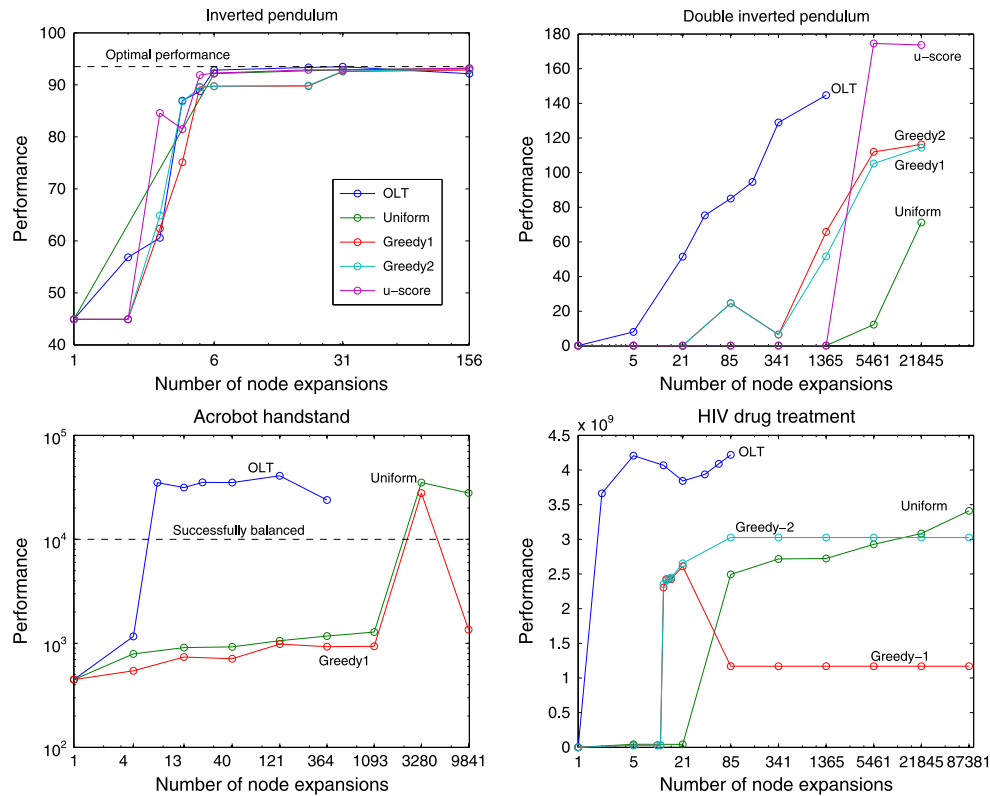 Inverted pendulum
100
90
80
70
60
50
40
Performance
Optimal performance
OLT
Uniform
Greedy1
Greedy2
u-score
1
6
31
156
Number of node expansions
Double inverted pendulum
180
160
140
120
100
80
60
40
20
0
Performance
u-score
OLT
Greedy2
Greedy1
Uniform
5
21
85
341
1365
5461
21845
Number of node expansions
Acrobot handstand
10^5
10^4
10^3
10^2
Performance
OLT
Uniform
Successfully balanced
Greedy1
1
4
13
40
121
364
1093
3280
9841
Number of node expansions
HIV drug treatment
x 10^9
4.5
4
3.5
3
2.5
2
1.5
1
0.5
0
Performance
OLT
Uniform
Greedy-2
Greedy-1
1
5
21
85
341
1365
5461
21845
87381
Number of node expansions